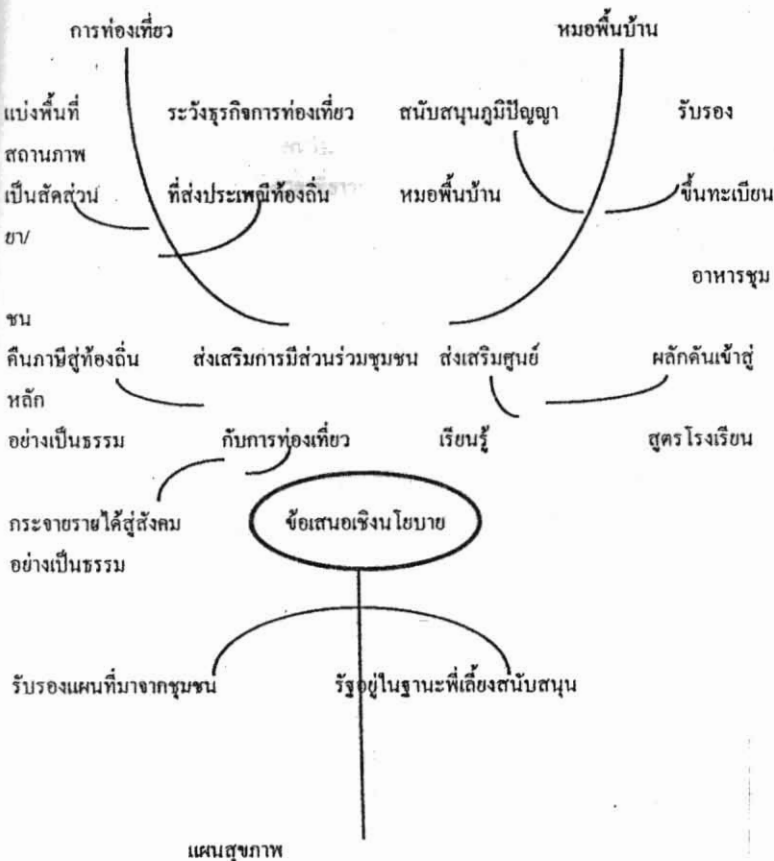 การท่องเที่ยว หมอพื้นบ้าน
แบ่งพื้นที่ ระวังธุรกิจการท่องเที่ยว สนับสนุนภูมิปัญญา รับรอง
สถานภาพ
เป็นสัดส่วน ที่ส่งประเพณีท้องถิ่น หมอพื้นบ้าน ขึ้นทะเบียน
ยา/
อาหารชุม
ชน
คืนภาษีสู่ท้องถิ่น ส่งเสริมการมีส่วนร่วมชุมชน ส่งเสริมศูนย์ ผลักดันเข้าสู่
หลัก
อย่างเป็นธรรม กับการท่องเที่ยว เรียนรู้ สูตรโรงเรียน
กระจายรายได้สู่สังคม ข้อเสนอเชิงนโยบาย
อย่างเป็นธรรม
รับรองแผนที่มาจากชุมชน รัฐอยู่ในฐานะพี่เลี้ยงสนับสนุน
แผนสุขภาพ